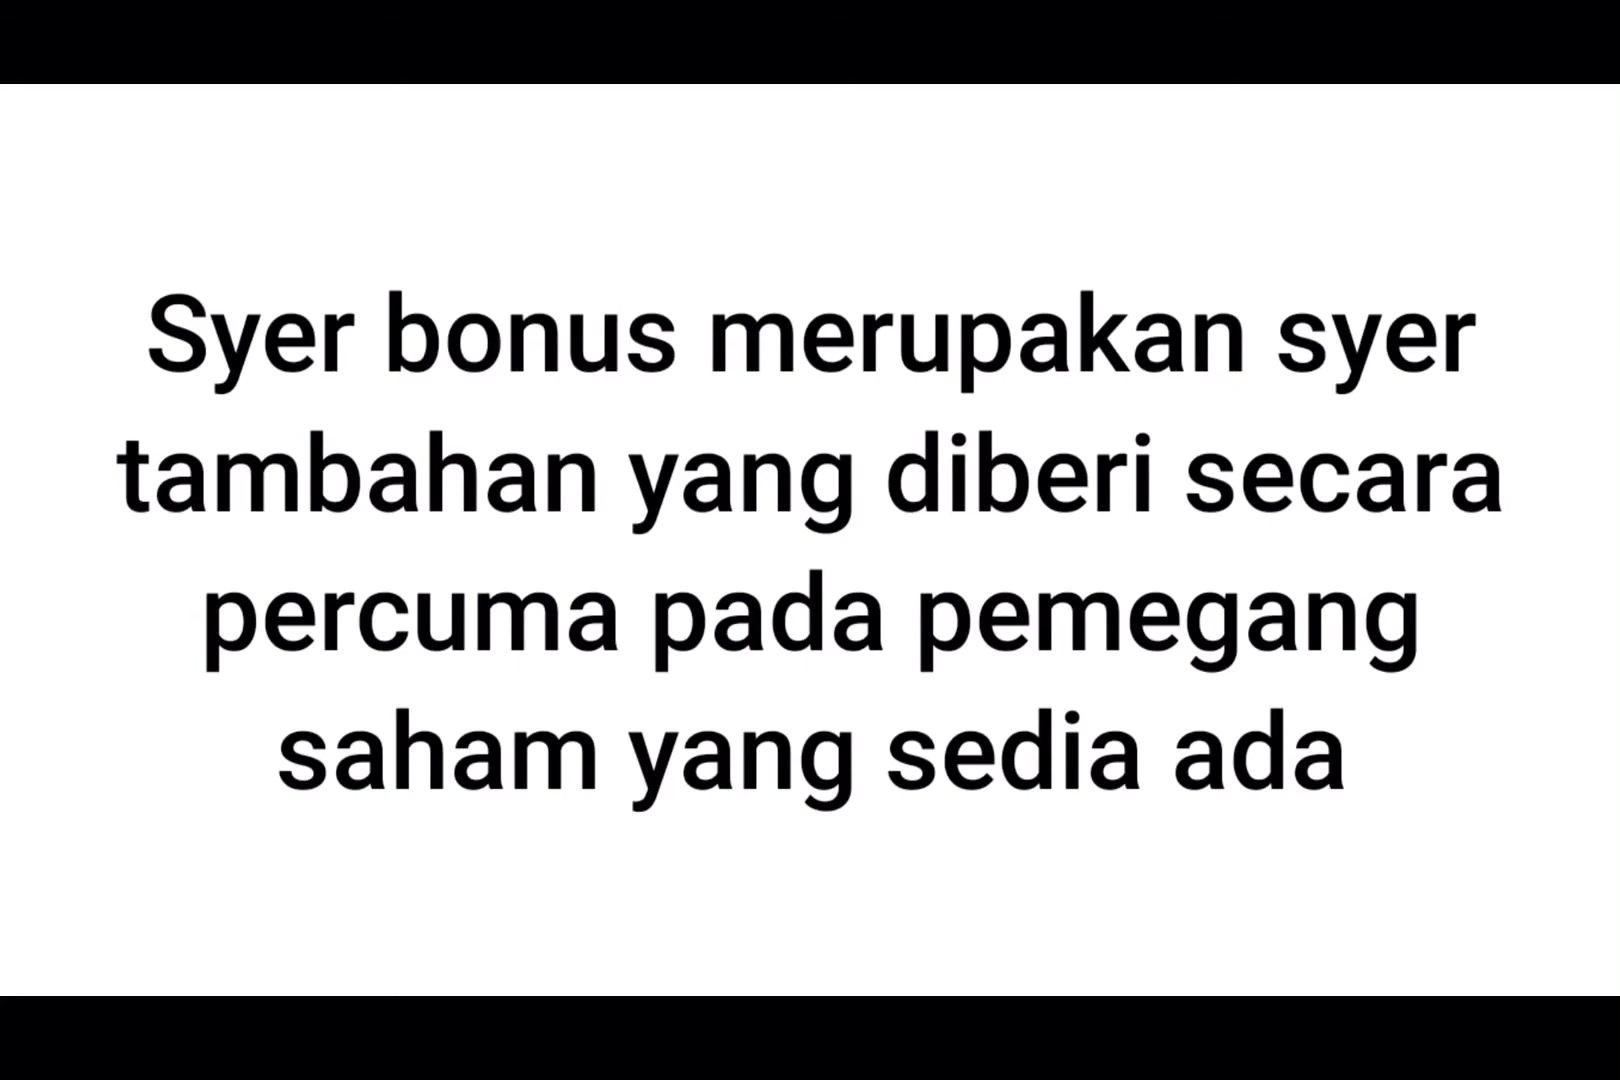 Syer bonus merupakan syer
tambahan yang diberi secara
percuma pada pemegang
saham yang sedia ada